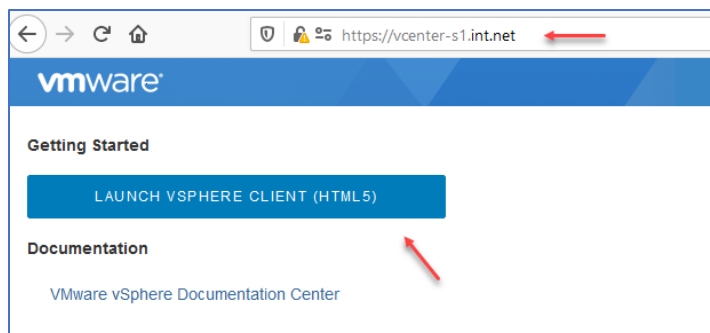 https://vcenter-s1.int.net
vmware
Getting Started
LAUNCH VSPHERE CLIENT (HTML5)
Documentation
VMware vSphere Documentation Center